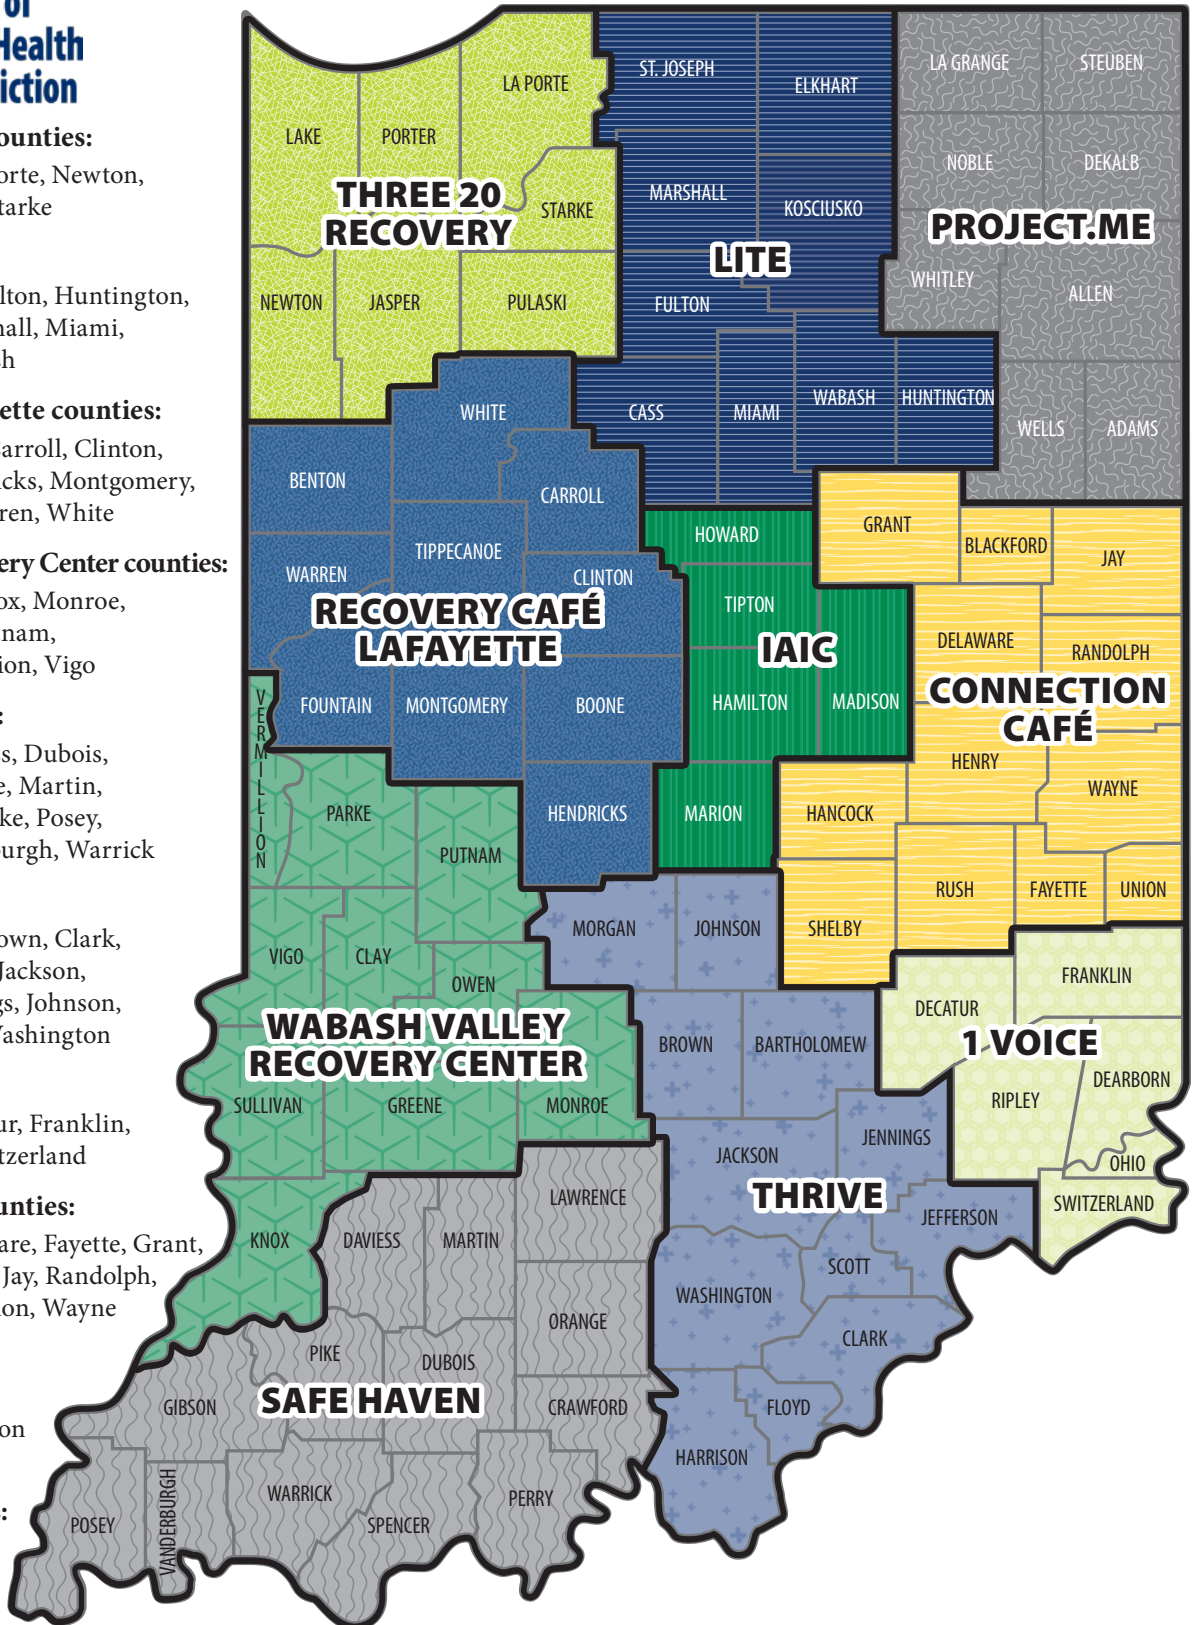 of
Health
iction
ounties:
orte, Newton,
tarke
lton, Huntington,
hall, Miami,
sh
ette counties:
Carroll, Clinton,
icks, Montgomery,
ren, White
ery Center counties:
ox, Monroe,
tnam,
ion, Vigo
:
ss, Dubois,
e, Martin,
ke, Posey,
burgh, Warrick
own, Clark,
Jackson,
gs, Johnson,
Washington
ur, Franklin,
tzerland
unties:
are, Fayette, Grant,
Jay, Randolph,
ion, Wayne
on
:
LAKE
PORTER
LA PORTE
THREE 20
RECOVERY
STARKE
NEWTON
JASPER
PULASKI
ST. JOSEPH
ELKHART
MARSHALL
KOSCIUSKO
LITE
FULTON
CASS
MIAMI
WABASH
HUNTINGTON
LA GRANGE
STEUBEN
NOBLE
DEKALB
PROJECT.ME
WHITLEY
ALLEN
WELLS
ADAMS
WHITE
BENTON
CARROLL
TIPPECANOE
WARREN
CLINTON
RECOVERY CAFÉ
LAFAYETTE
FOUNTAIN
MONTGOMERY
BOONE
HENDRICKS
HOWARD
TIPTON
IAIC
HAMILTON
MADISON
MARION
GRANT
BLACKFORD
JAY
DELAWARE
RANDOLPH
CONNECTION
CAFÉ
HENRY
WAYNE
HANCOCK
RUSH
FAYETTE
UNION
SHELBY
VERMILLION
PARKE
PUTNAM
VIGO
CLAY
OWEN
WABASH VALLEY
RECOVERY CENTER
SULLIVAN
GREENE
MONROE
KNOX
MORGAN
JOHNSON
BROWN
BARTHOLOMEW
JENNINGS
JACKSON
THRIVE
JEFFERSON
SCOTT
WASHINGTON
CLARK
FLOYD
HARRISON
FRANKLIN
DECATUR
1 VOICE
DEARBORN
RIPLEY
OHIO
SWITZERLAND
LAWRENCE
DAVIESS
MARTIN
ORANGE
PIKE
DUBOIS
SAFE HAVEN
GIBSON
CRAWFORD
WARRICK
PERRY
POSEY
VANDERBURGH
SPENCER